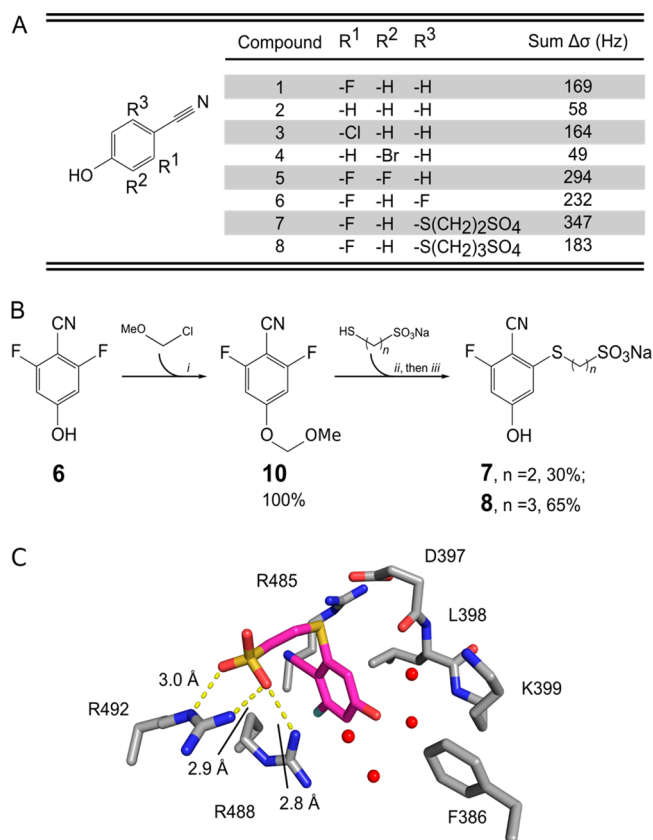 A
Compound R1 R2 R3 Sum Δσ (Hz)
1 -F -H -H 169
2 -H -H -H 58
3 -Cl -H -H 164
4 -H -Br -H 49
5 -F -F -H 294
6 -F -H -F 232
7 -F -H -S(CH2)2SO4 347
8 -F -H -S(CH2)3SO4 183
R3
N
HO
R2
R1
B
CN
F F
OH
6
MeO Cl
i
CN
F F
O OMe
10
100%
HS ( )n SO3Na
ii, then iii
CN
F S ( )n SO3Na
OH
7, n =2, 30%;
8, n =3, 65%
C
D397
R485
L398
3.0 Å
K399
R492
2.9 Å
R488
2.8 Å
F386